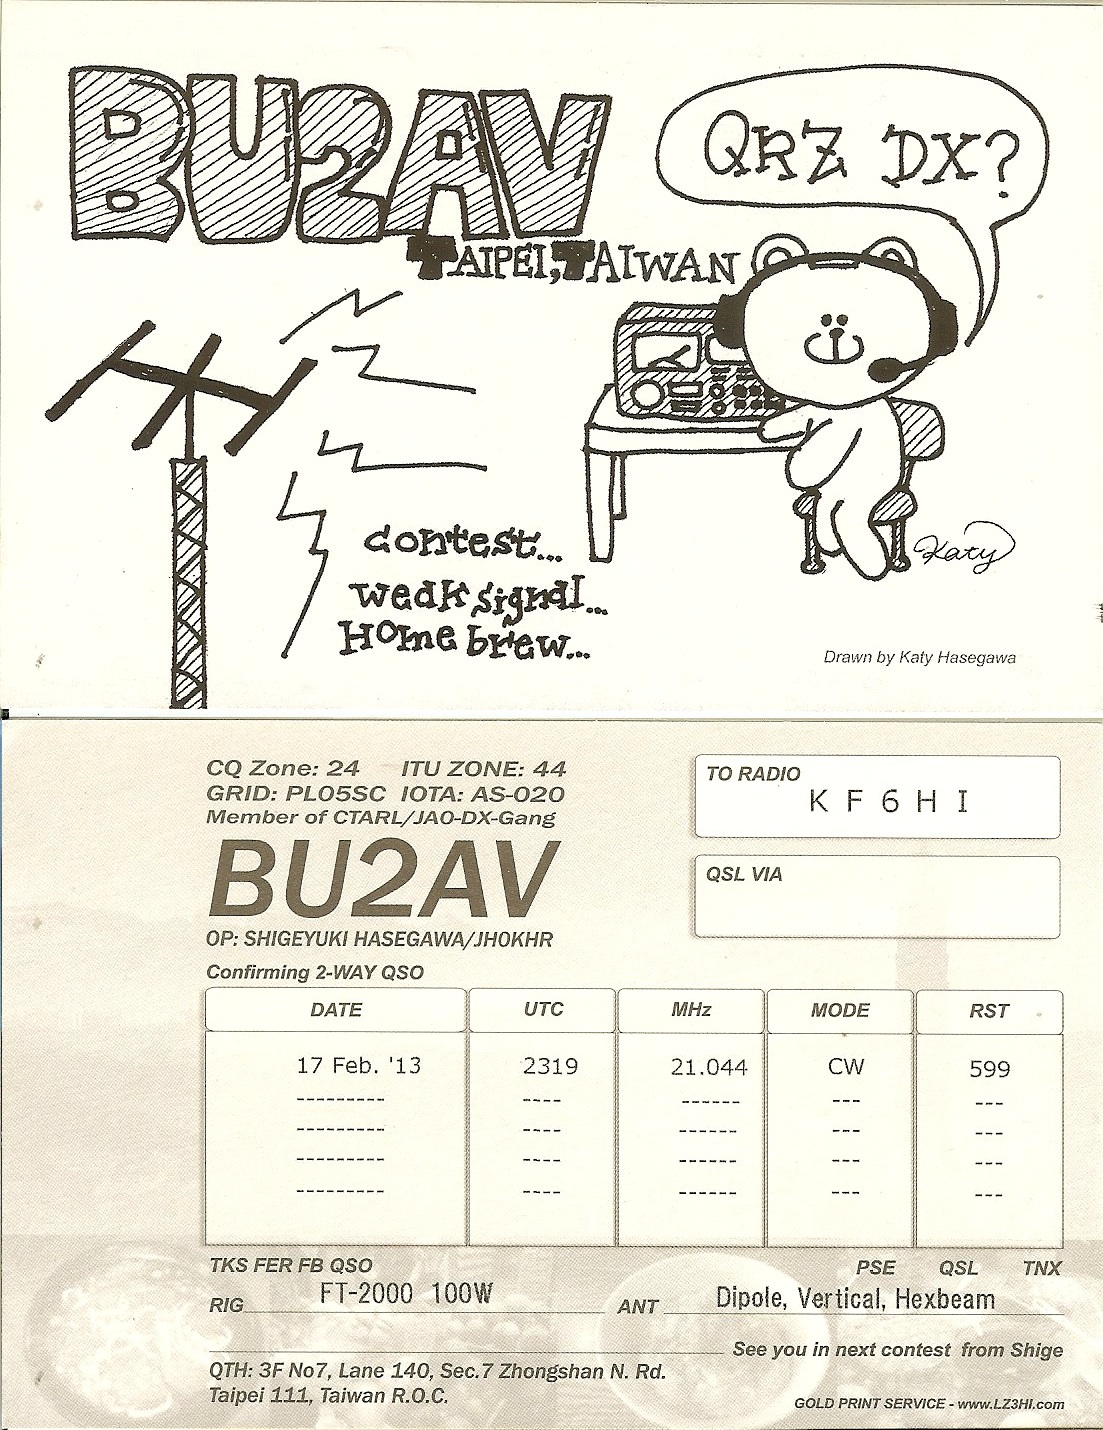 BU2AV
QRZ DX?
TAIPEI, TAIWAN
contest...
weak signal...
Home brew...
Katy
Drawn by Katy Hasegawa
CQ Zone: 24 ITU ZONE: 44
GRID: PL05SC IOTA: AS-020
Member of CTARL/JA0-DX-Gang
BU2AV
OP: SHIGEYUKI HASEGAWA/JH0KHR
TO RADIO
KF6HI
QSL VIA
Confirming 2-WAY QSO
DATE UTC MHz MODE RST
17 Feb. '13 2319 21.044 CW 599
--------- ---- ------ --- ---
--------- ---- ------ --- ---
--------- ---- ------ --- ---
--------- ---- ------ --- ---
TKS FER FB QSO PSE QSL TNX
RIG FT-2000 100W ANT Dipole, Vertical, Hexbeam
See you in next contest from Shige
QTH: 3F No7, Lane 140, Sec.7 Zhongshan N. Rd.
Taipei 111, Taiwan R.O.C.
GOLD PRINT SERVICE - www.LZ3HI.com